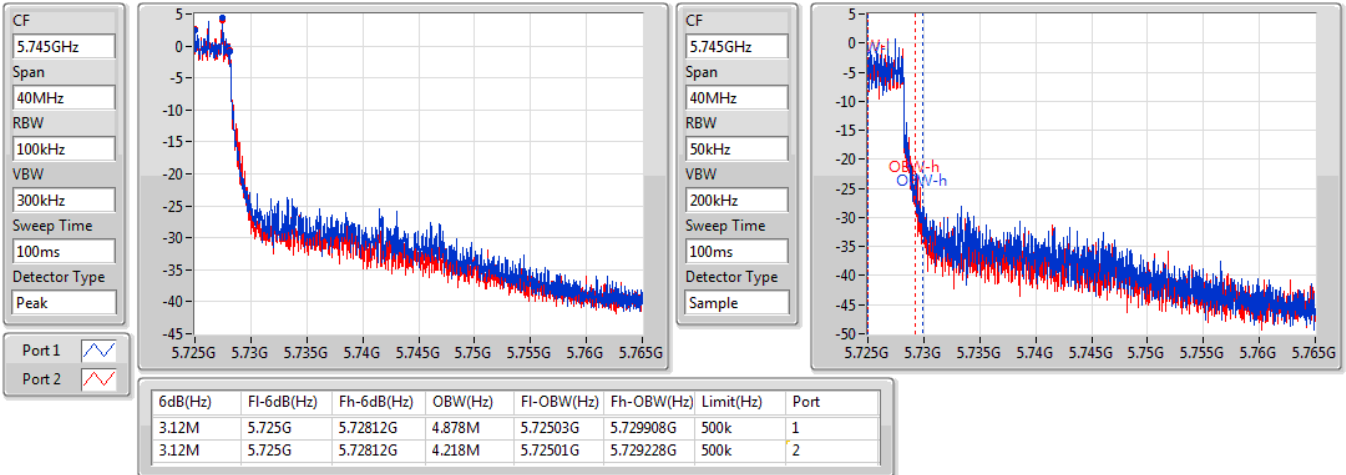 CF
5.745GHz
Span
40MHz
RBW
100kHz
VBW
300kHz
Sweep Time
100ms
Detector Type
Peak
Port 1
Port 2
5
0
-5
-10
-15
-20
-25
-30
-35
-40
-45
5.725G 5.73G 5.735G 5.74G 5.745G 5.75G 5.755G 5.76G 5.765G
CF
5.745GHz
Span
40MHz
RBW
50kHz
VBW
200kHz
Sweep Time
100ms
Detector Type
Sample
5
0
-5
-10
-15
-20
-25
-30
-35
-40
-45
-50
OBW-h
OBW-h
5.725G 5.73G 5.735G 5.74G 5.745G 5.75G 5.755G 5.76G 5.765G
6dB(Hz) Fl-6dB(Hz) Fh-6dB(Hz) OBW(Hz) Fl-OBW(Hz) Fh-OBW(Hz) Limit(Hz) Port
3.12M 5.725G 5.72812G 4.878M 5.72503G 5.729908G 500k 1
3.12M 5.725G 5.72812G 4.218M 5.72501G 5.729228G 500k 2